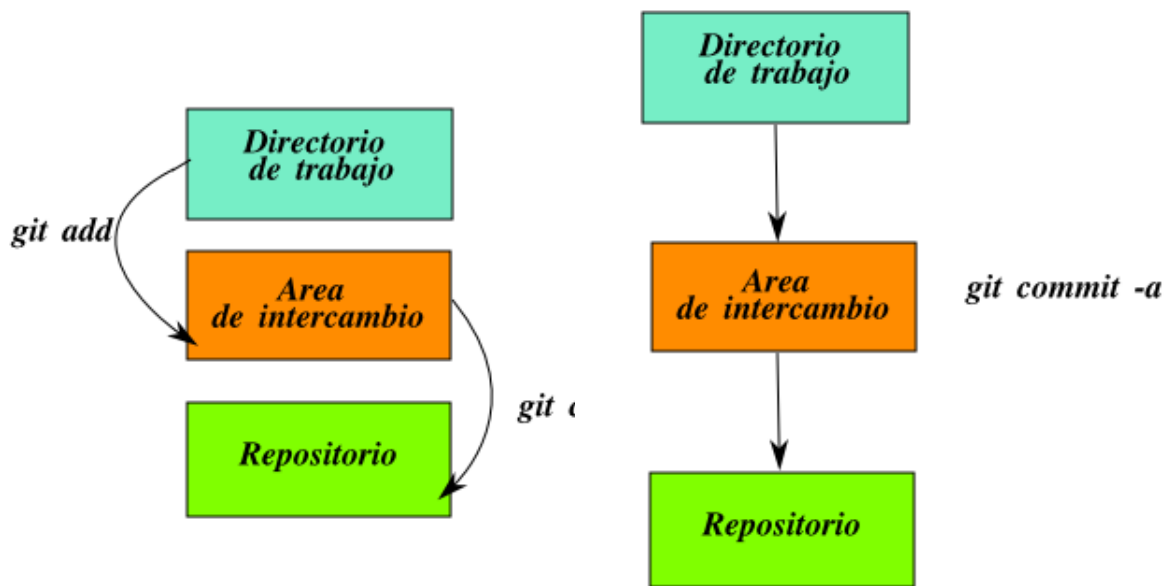 Directorio
de trabajo
git add
Area
de intercambio
git
Repositorio
Directorio
de trabajo
Area
de intercambio
git commit -a
Repositorio